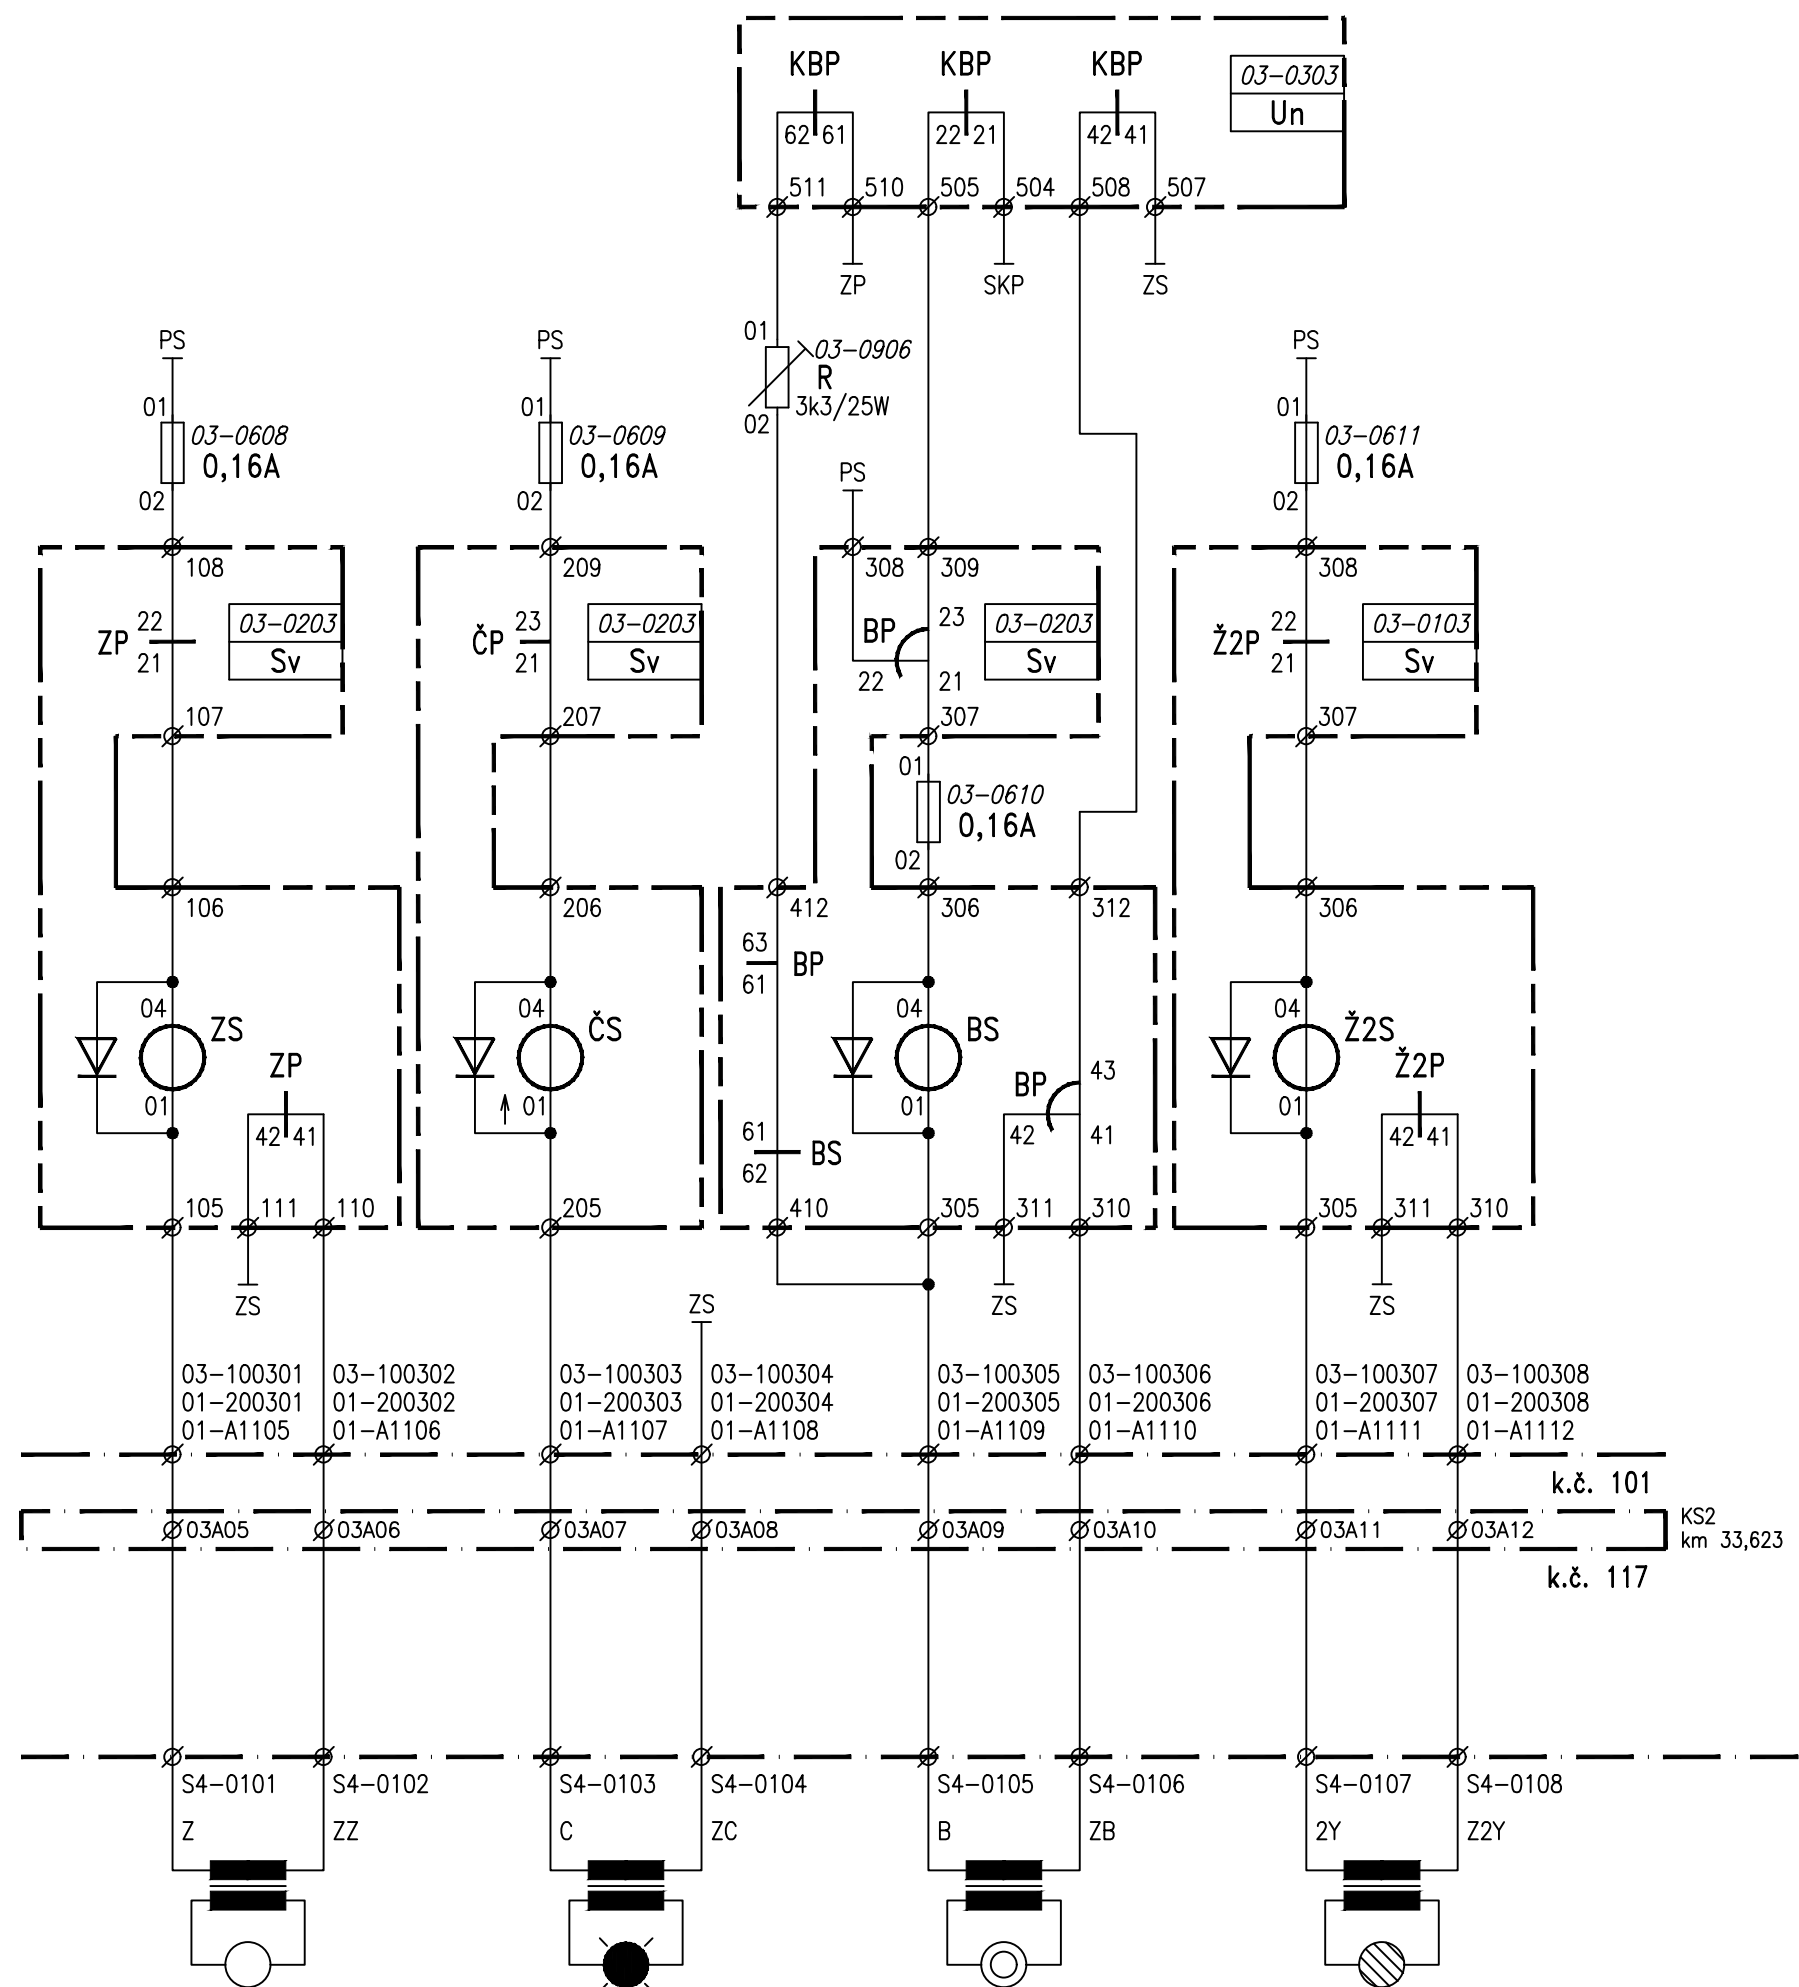 KBP KBP KBP
03-0303
Un
62 61 22 21 42 41
511 510 505 504 508 507
ZP SKP ZS
PS PS PS
01
03-0906
R
3k3/25W
02
01 01 01
03-0608 03-0609 03-0611
0,16A 0,16A 0,16A
02 02 02
PS
108 209 308 309 308
ZP 22 21
03-0203
Sv
ČP 23 21
03-0203
Sv
BP 23 22 21
03-0203
Sv
Ž2P 22 21
03-0103
Sv
107 207 307 307
01
03-0610
0,16A
02
106 206 412 306 312 306
63
61 BP
04 ZS 01
04 ČS 01
04 BS 01
04 Ž2S 01
ZP
42 41
BP 43
42 41
Ž2P
42 41
61
62 BS
105 111 110 205 410 305 311 310 305 311 310
ZS ZS ZS ZS
03-100301 03-100302 03-100303 03-100304 03-100305 03-100306 03-100307 03-100308
01-200301 01-200302 01-200303 01-200304 01-200305 01-200306 01-200307 01-200308
01-A1105 01-A1106 01-A1107 01-A1108 01-A1109 01-A1110 01-A1111 01-A1112
k.č. 101
03A05 03A06 03A07 03A08 03A09 03A10 03A11 03A12
KS2
km 33,623
k.č. 117
S4-0101 S4-0102 S4-0103 S4-0104 S4-0105 S4-0106 S4-0107 S4-0108
Z ZZ C ZC B ZB 2Y Z2Y